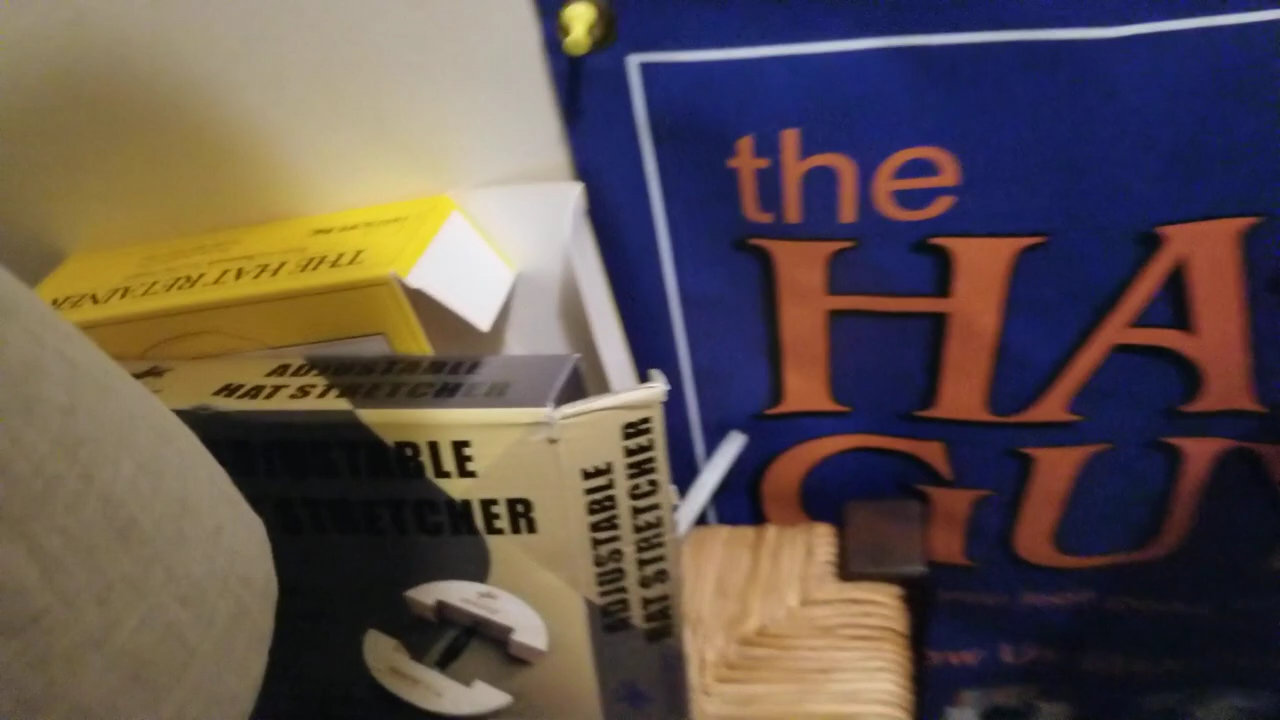 the
HA
GU
THE HAT RETAINER
ADJUSTABLE
HAT STRETCHER
ADJUSTABLE
STRETCHER
ADJUSTABLE
HAT STRETCHER